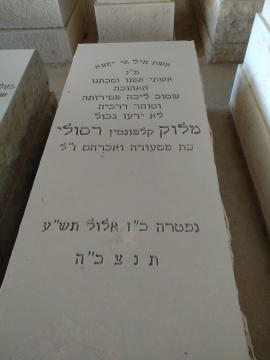 אשת חיל מי ימצא
פ"נ
אשתי אמנו וסבתנו
האהובה
שטוב ליבה מסירותה
וטוהר דרכיה
לא ידעו גבול
מלוק קלמנטין רסולי
בת מסעודה ואברהם ז"ל
נפטרה כ"ו אלול תש"ע
ת נ צ ב "ה